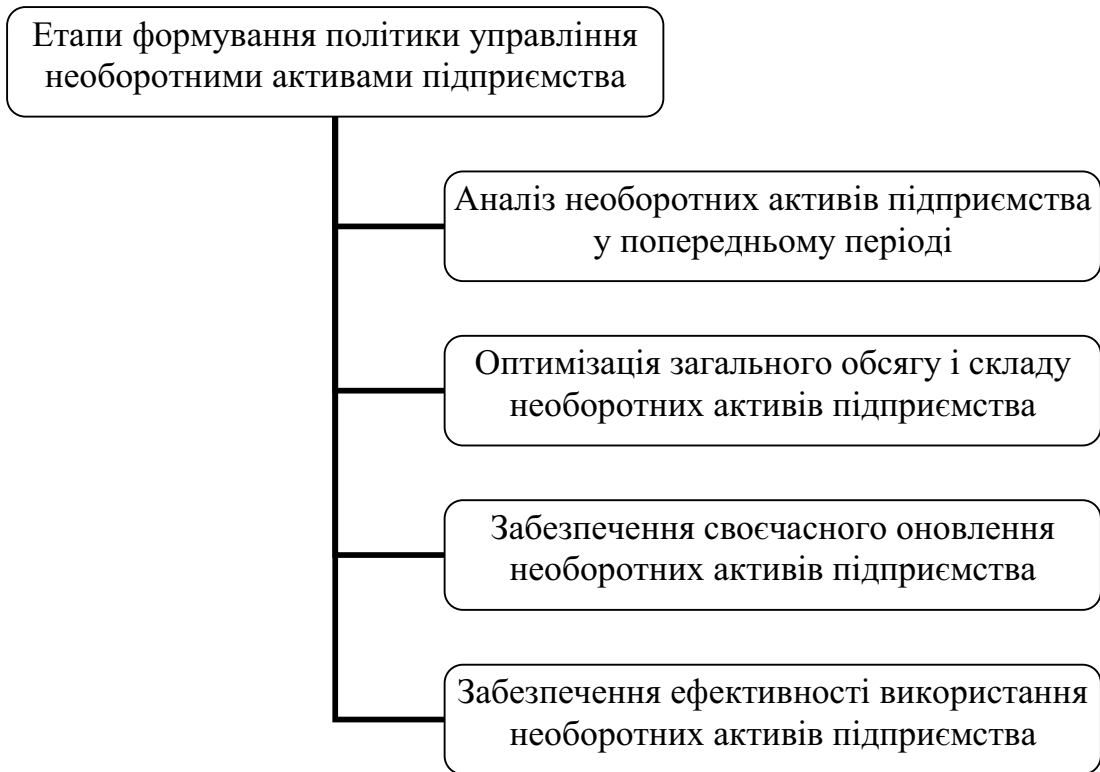 Етапи формування політики управління
необоротними активами підприємства
Аналіз необоротних активів підприємства
у попередньому періоді
Оптимізація загального обсягу і складу
необоротних активів підприємства
Забезпечення своєчасного оновлення
необоротних активів підприємства
Забезпечення ефективності використання
необоротних активів підприємства